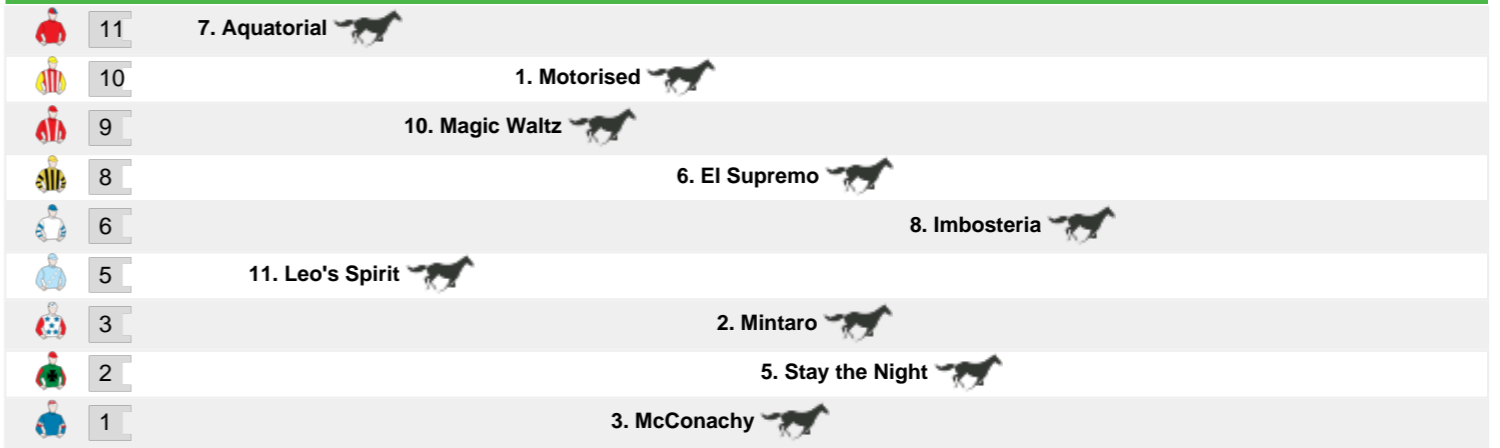 11 7. Aquatorial
10 1. Motorised
9 10. Magic Waltz
8 6. El Supremo
6 8. Imbosteria
5 11. Leo's Spirit
3 2. Mintaro
2 5. Stay the Night
1 3. McConachy